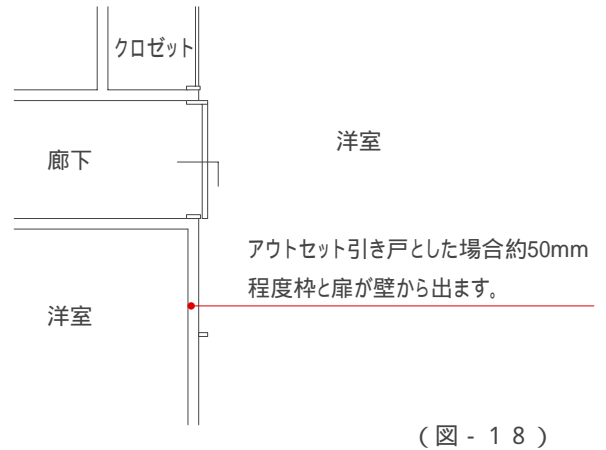 クロゼット
洋室
廊下
アウトセット引き戸とした場合約50mm
程度枠と扉が壁から出ます。
洋室
(図-18)